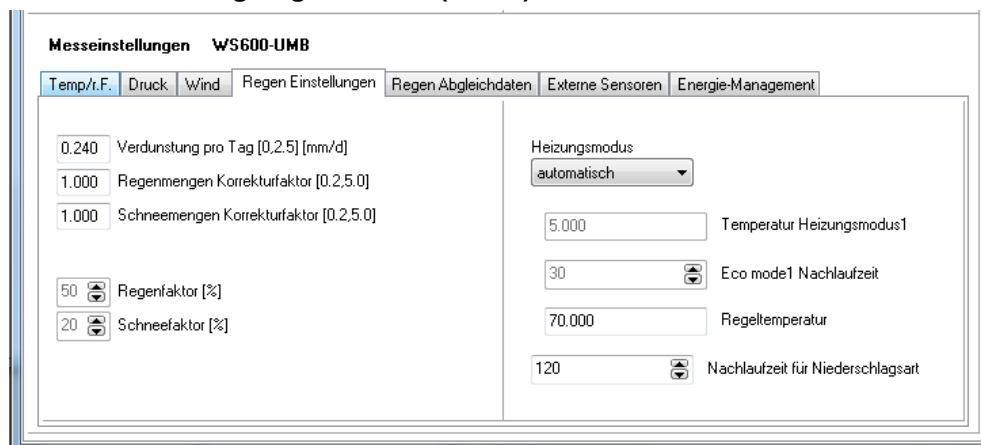 Messeinstellungen WS600-UMB
Temp/r.F. Druck Wind Regen Einstellungen Regen Abgleichdaten Externe Sensoren Energie-Management
0.240 Verdunstung pro Tag [0,2.5] [mm/d]
1.000 Regenmengen Korrekturfaktor [0.2,5.0]
1.000 Schneemengen Korrekturfaktor [0.2,5.0]
50 Regenfaktor [%]
20 Schneefaktor [%]
Heizungsmodus
automatisch
5.000 Temperatur Heizungsmodus1
30 Eco mode1 Nachlaufzeit
70.000 Regeltemperatur
120 Nachlaufzeit für Niederschlagsart